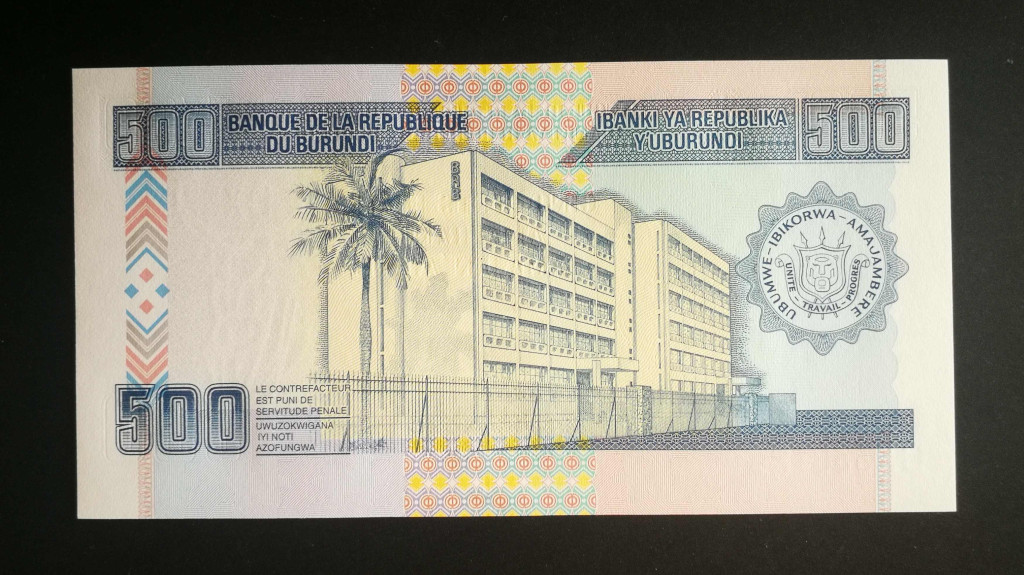 500
BANQUE DE LA REPUBLIQUE
DU BURUNDI
IBANKI YA REPUBLIKA
Y'UBURUNDI
500
BRB
UBUMWE-IBIKORWA-AMAJAMBERE
UNITE-TRAVAIL-PROGRES
500
LE CONTREFACTEUR
EST PUNI DE
SERVITUDE PENALE
UWUZOKWIGANA
IYI NOTI
AZOFUNGWA